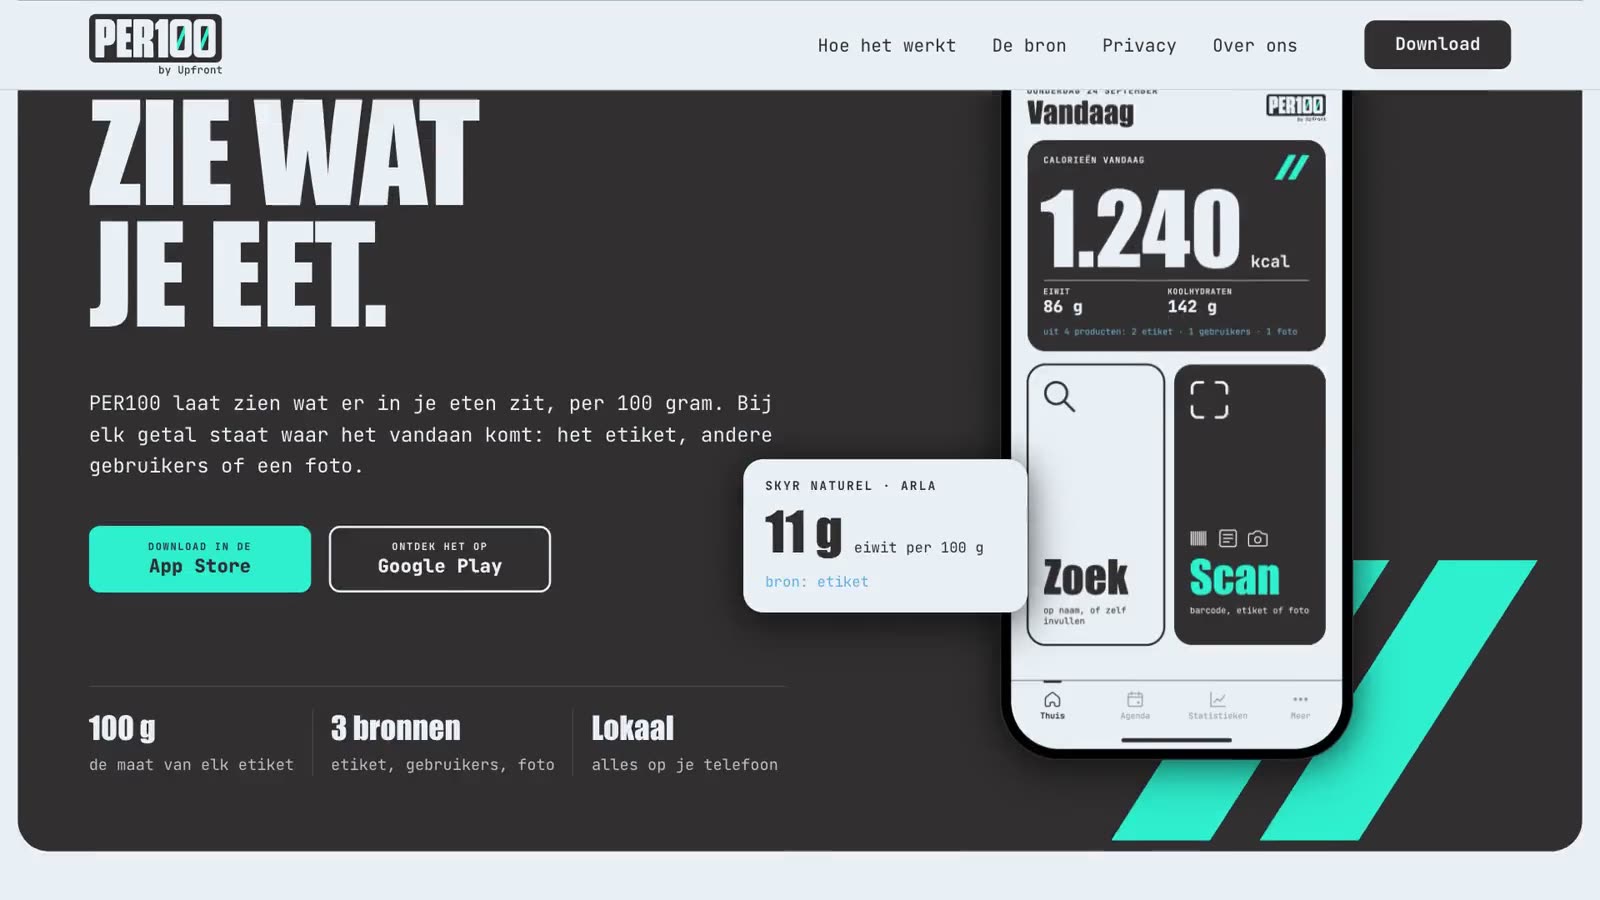 PER100
by Upfront
Hoe het werkt
De bron
Privacy
Over ons
Download
ZIE WAT
JE EET.
PER100 laat zien wat er in je eten zit, per 100 gram. Bij
elk getal staat waar het vandaan komt: het etiket, andere
gebruikers of een foto.
DOWNLOAD IN DE
App Store
ONTDEK HET OP
Google Play
100 g
de maat van elk etiket
3 bronnen
etiket, gebruikers, foto
Lokaal
alles op je telefoon
SKYR NATUREL · ARLA
11 g eiwit per 100 g
bron: etiket
DONDERDAG 24 SEPTEMBER
Vandaag
PER100
by Upfront
CALORIEËN VANDAAG
1.240 kcal
EIWIT
86 g
KOOLHYDRATEN
142 g
uit 4 producten: 2 etiket · 1 gebruikers · 1 foto
Zoek
op naam, of zelf
invullen
Scan
barcode, etiket of foto
Thuis
Agenda
Statistieken
Meer